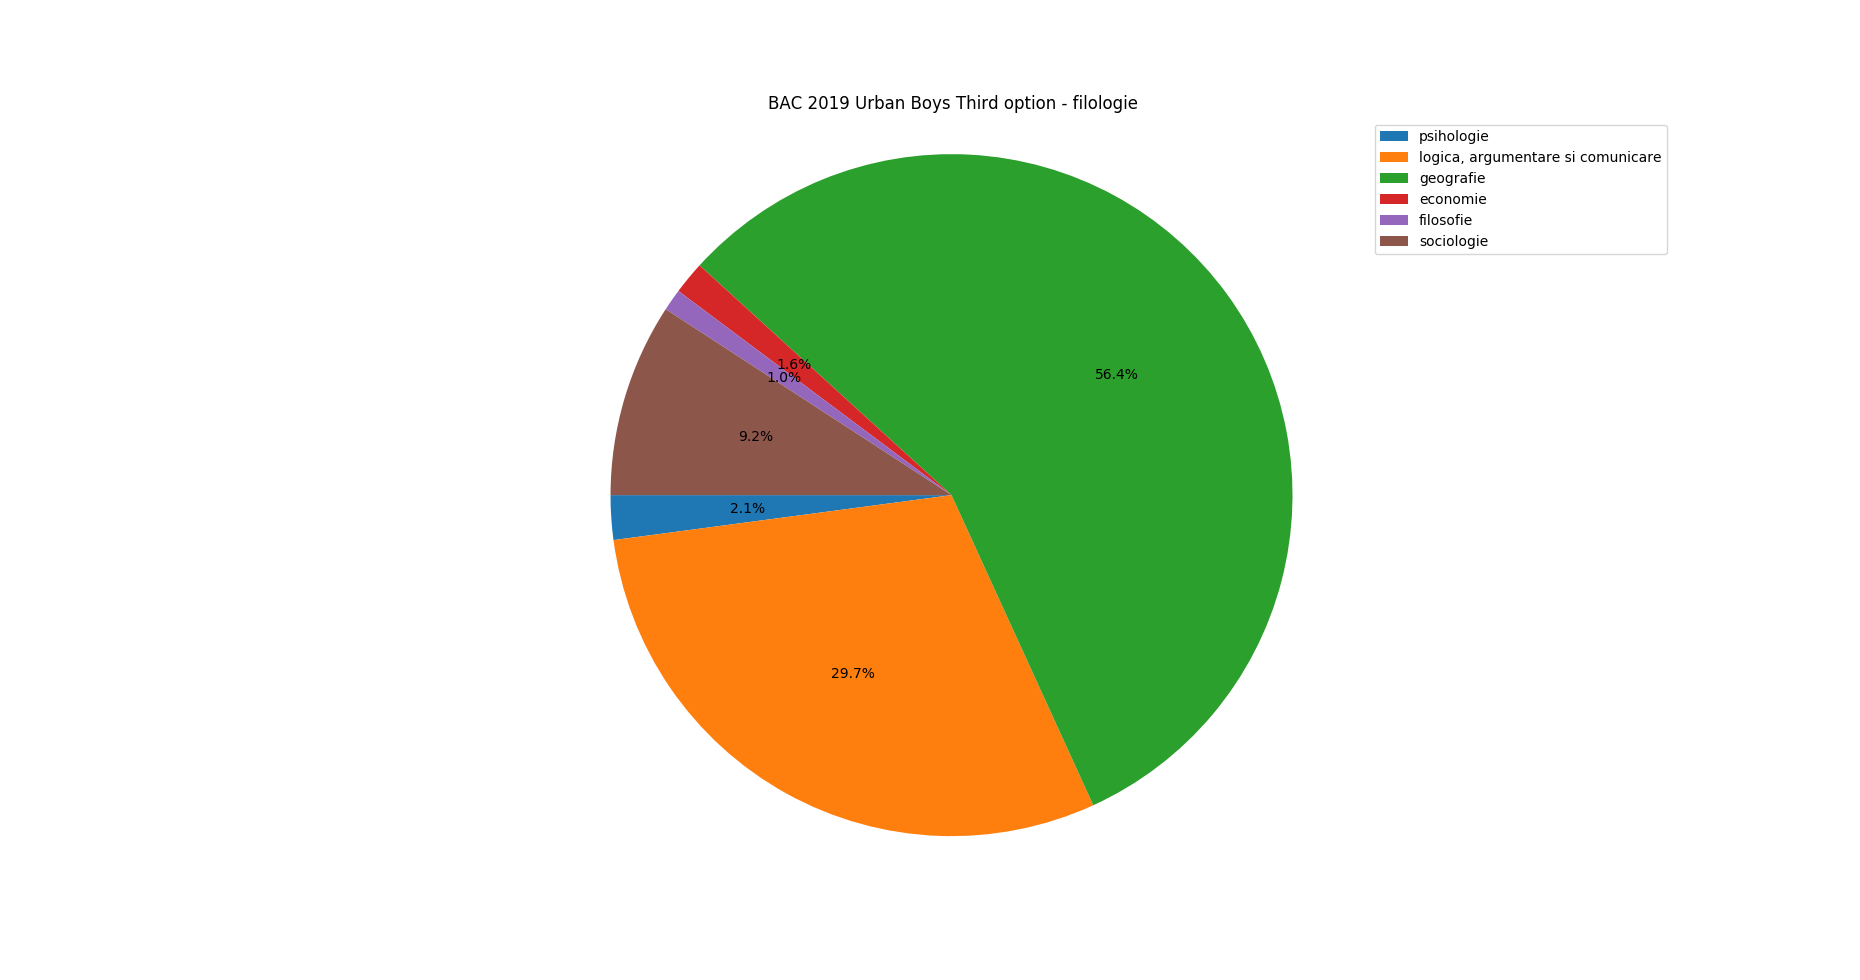 BAC 2019 Urban Boys Third option - filologie
psihologie
logica, argumentare si comunicare
geografie
economie
filosofie
sociologie
56.4%
1.6%
1.0%
9.2%
2.1%
29.7%